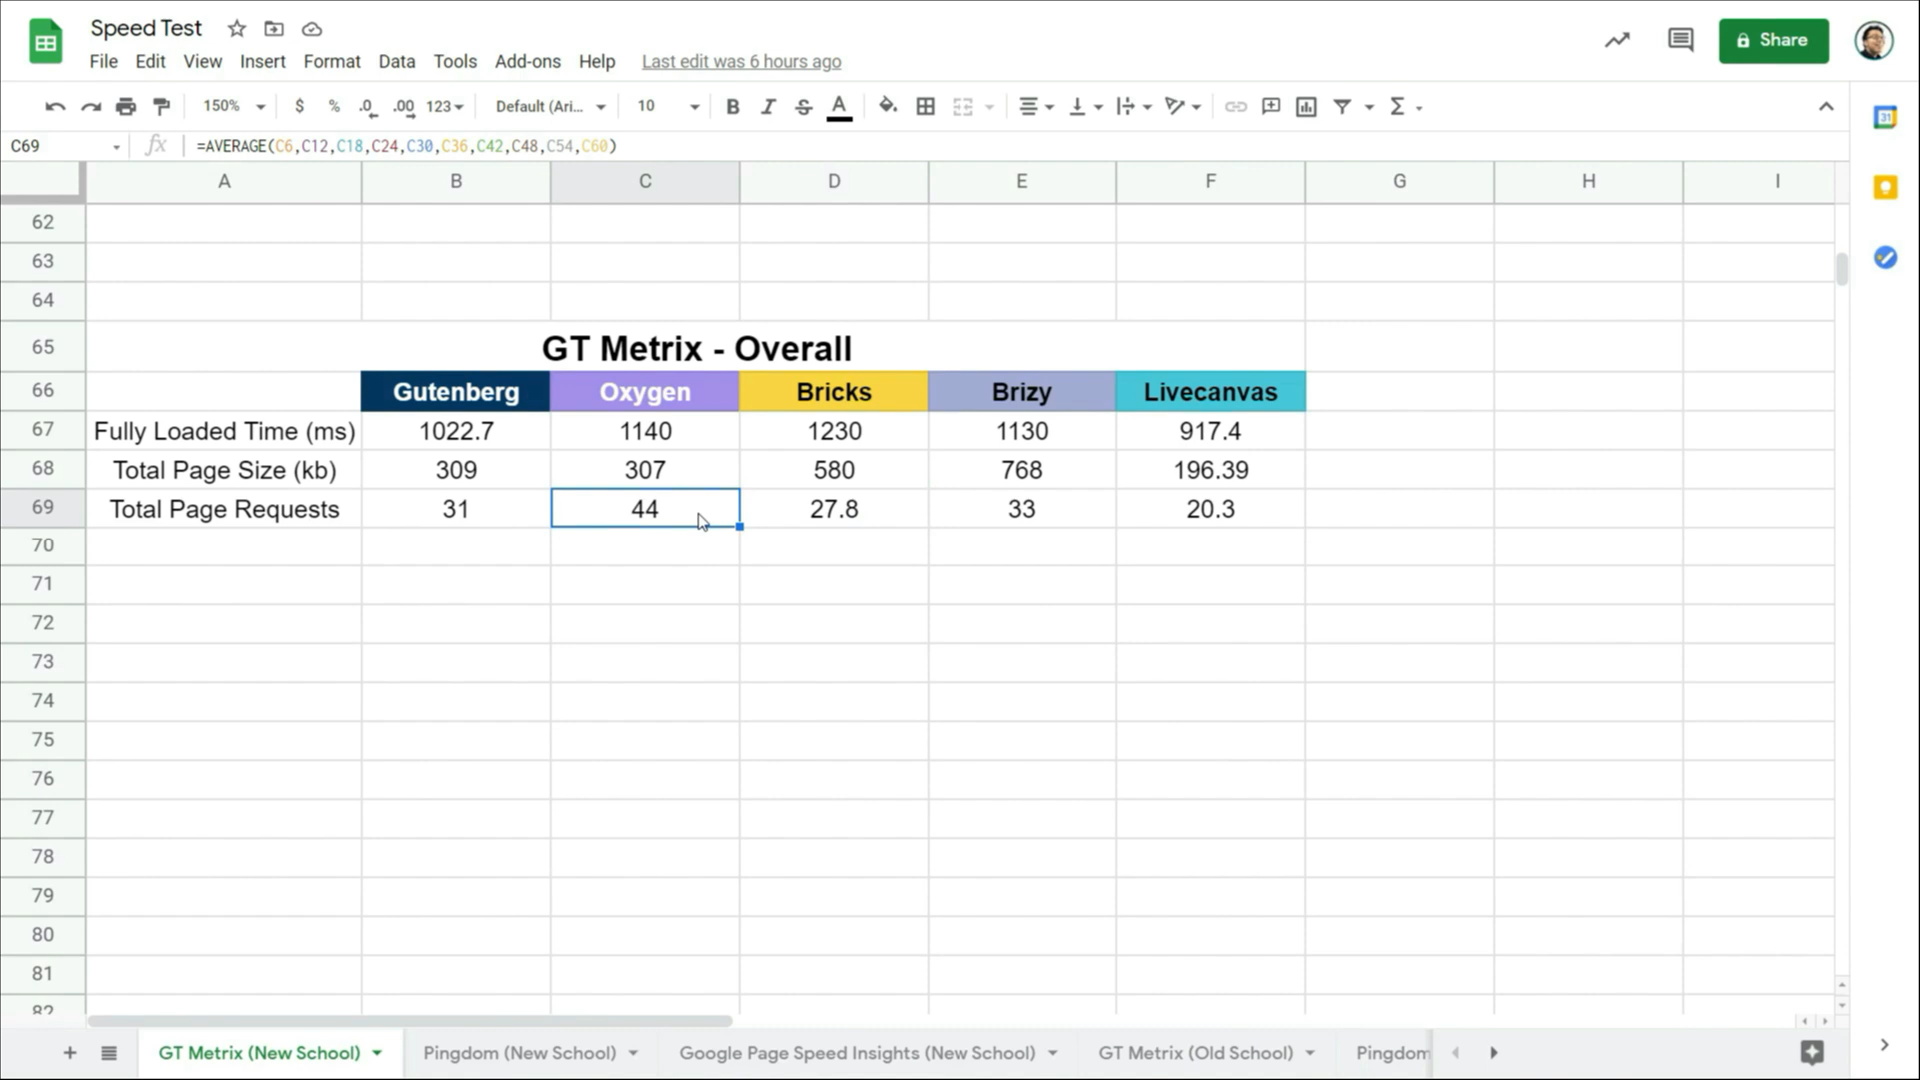 Speed Test
File Edit View Insert Format Data Tools Add-ons Help Last edit was 6 hours ago
Share
150% $ % .0 .00 123 Default (Ari... 10 B I S A Σ
31
C69 fx =AVERAGE(C6,C12,C18,C24,C30,C36,C42,C48,C54,C60)
A B C D E F G H I
62
63
64
65 GT Metrix - Overall
66 Gutenberg Oxygen Bricks Brizy Livecanvas
67 Fully Loaded Time (ms) 1022.7 1140 1230 1130 917.4
68 Total Page Size (kb) 309 307 580 768 196.39
69 Total Page Requests 31 44 27.8 33 20.3
70
71
72
73
74
75
76
77
78
79
80
81
82
+ GT Metrix (New School) Pingdom (New School) Google Page Speed Insights (New School) GT Metrix (Old School) Pingdom